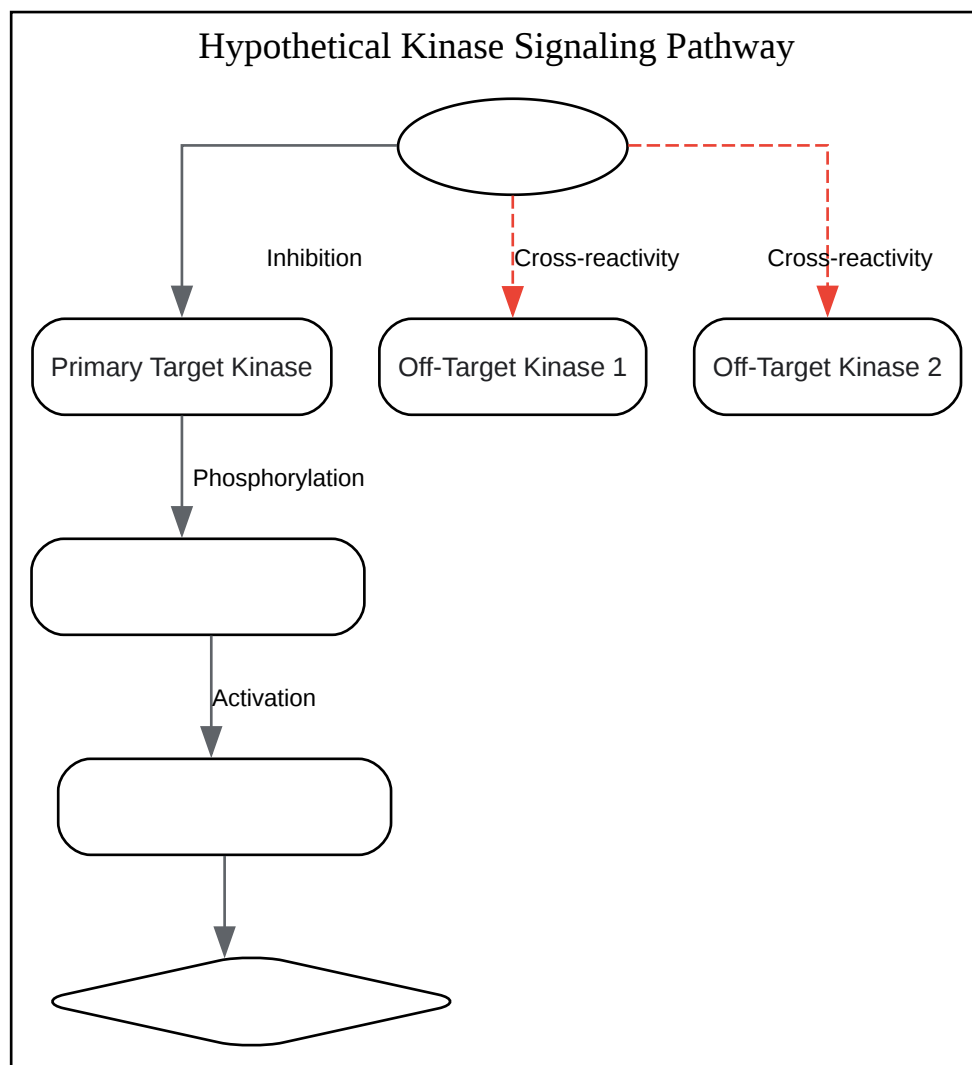 Hypothetical Kinase Signaling Pathway
Inhibition
Cross-reactivity
Cross-reactivity
Primary Target Kinase
Off-Target Kinase 1
Off-Target Kinase 2
Phosphorylation
Activation